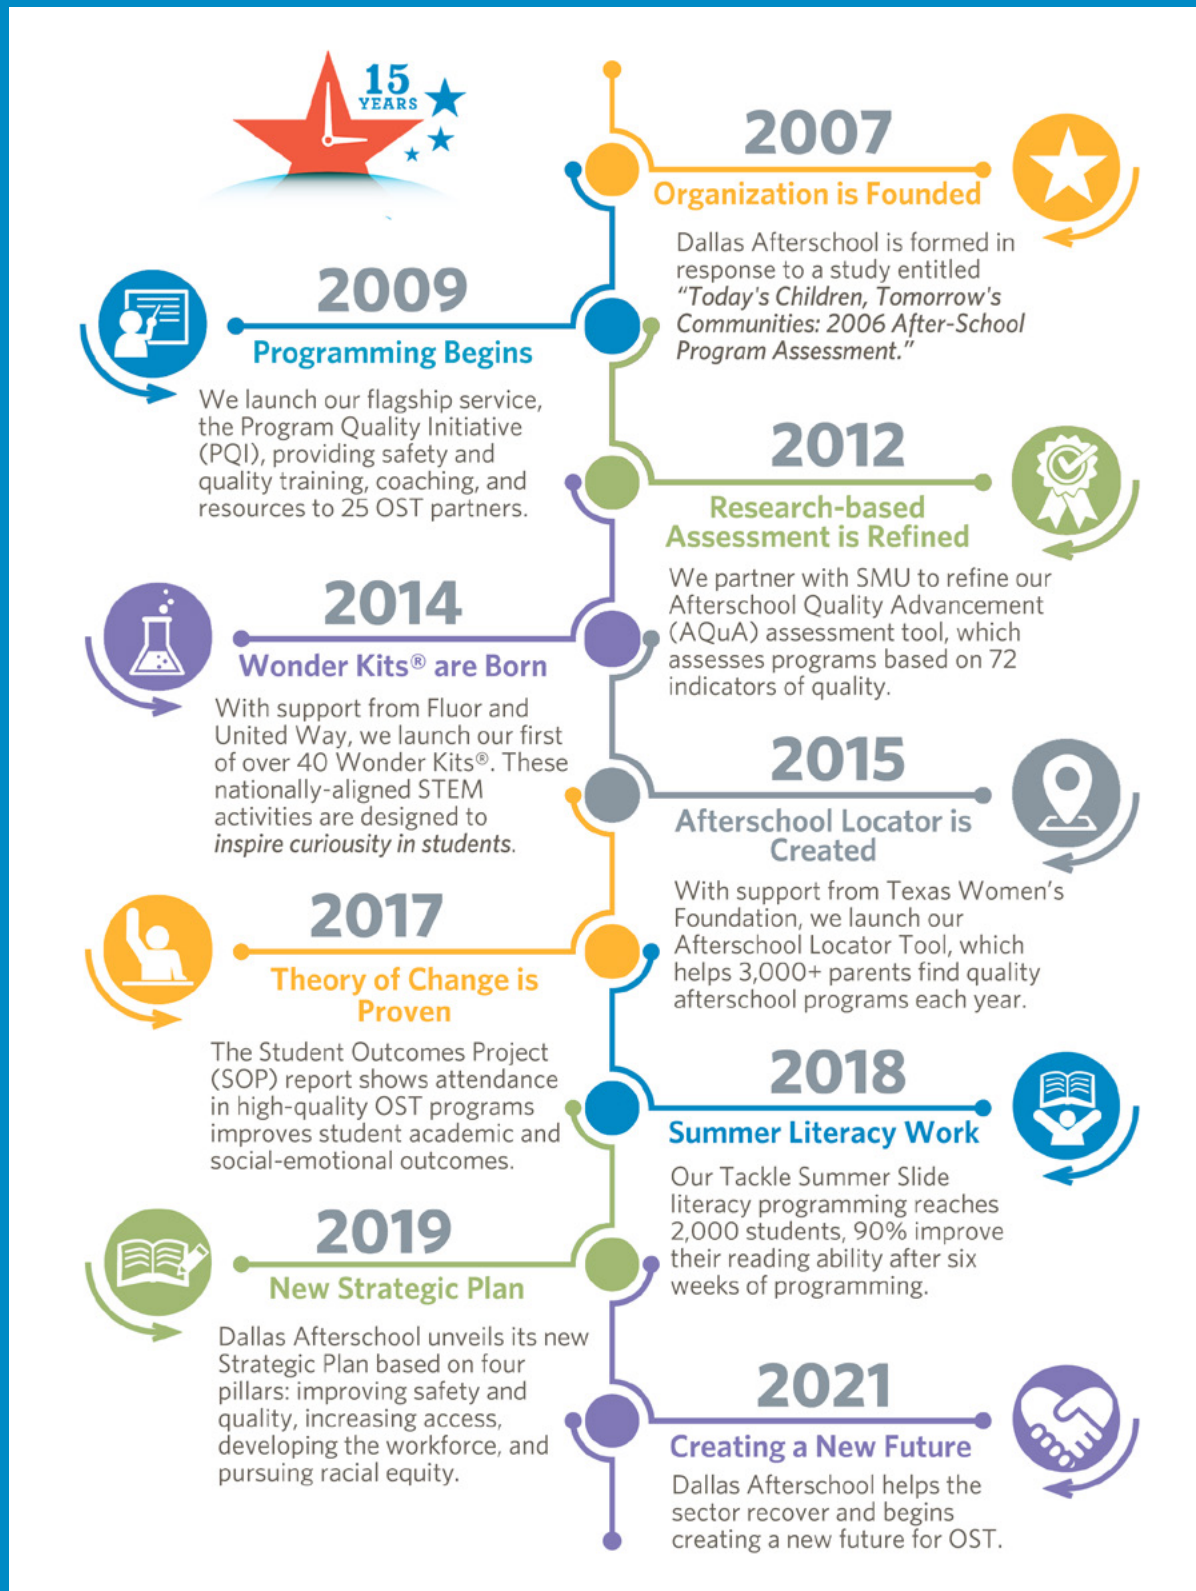 15
YEARS
2007
Organization is Founded
Dallas Afterschool is formed in
response to a study entitled
“Today's Children, Tomorrow's
Communities: 2006 After-School
Program Assessment.”
2009
Programming Begins
We launch our flagship service,
the Program Quality Initiative
(PQI), providing safety and
quality training, coaching, and
resources to 25 OST partners.
2012
Research-based
Assessment is Refined
We partner with SMU to refine our
Afterschool Quality Advancement
(AQuA) assessment tool, which
assesses programs based on 72
indicators of quality.
2014
Wonder Kits® are Born
With support from Fluor and
United Way, we launch our first
of over 40 Wonder Kits®. These
nationally-aligned STEM
activities are designed to
inspire curiousity in students.
2015
Afterschool Locator is
Created
With support from Texas Women’s
Foundation, we launch our
Afterschool Locator Tool, which
helps 3,000+ parents find quality
afterschool programs each year.
2017
Theory of Change is
Proven
The Student Outcomes Project
(SOP) report shows attendance
in high-quality OST programs
improves student academic and
social-emotional outcomes.
2018
Summer Literacy Work
Our Tackle Summer Slide
literacy programming reaches
2,000 students, 90% improve
their reading ability after six
weeks of programming.
2019
New Strategic Plan
Dallas Afterschool unveils its new
Strategic Plan based on four
pillars: improving safety and
quality, increasing access,
developing the workforce, and
pursuing racial equity.
2021
Creating a New Future
Dallas Afterschool helps the
sector recover and begins
creating a new future for OST.